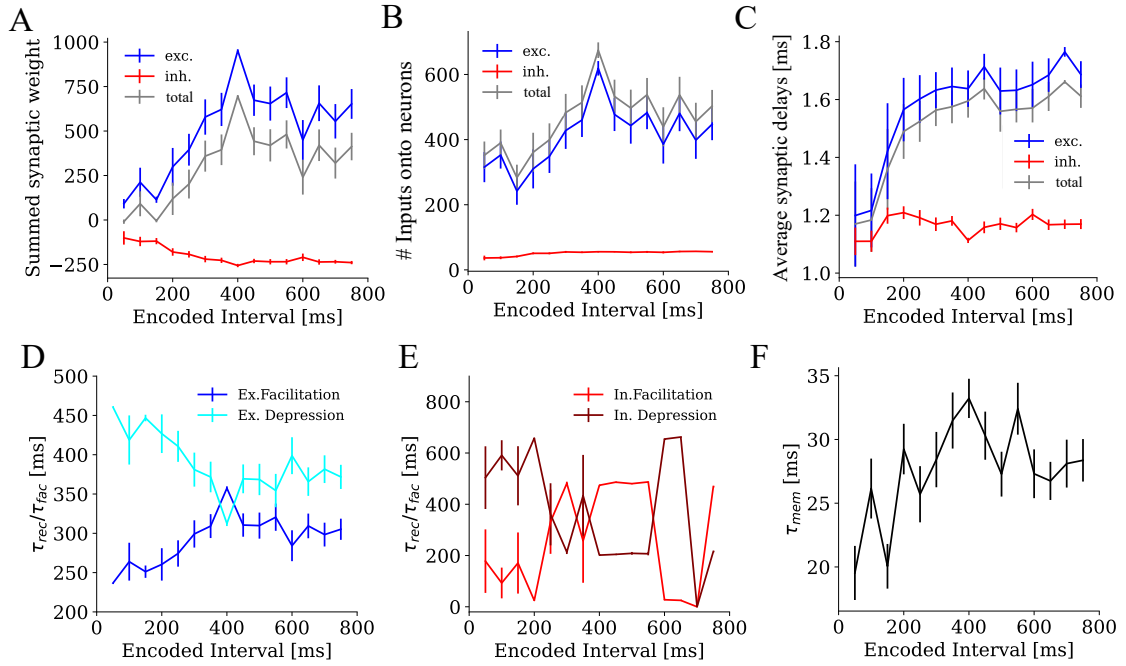 A
Summed synaptic weight
1000
750
500
250
0
−250
exc.
inh.
total
0 200 400 600 800
Encoded Interval [ms]
B
# Inputs onto neurons
600
400
200
0
exc.
inh.
total
0 200 400 600 800
Encoded Interval [ms]
C
Average synaptic delays [ms]
1.8
1.6
1.4
1.2
1.0
exc.
inh.
total
0 200 400 600 800
Encoded Interval [ms]
D
τrec/τfac [ms]
500
450
400
350
300
250
200
Ex.Facilitation
Ex. Depression
0 200 400 600 800
Encoded Interval [ms]
E
τrec/τfac [ms]
800
600
400
200
0
In.Facilitation
In. Depression
0 200 400 600 800
Encoded Interval [ms]
F
τmem [ms]
35
30
25
20
0 200 400 600 800
Encoded Interval [ms]